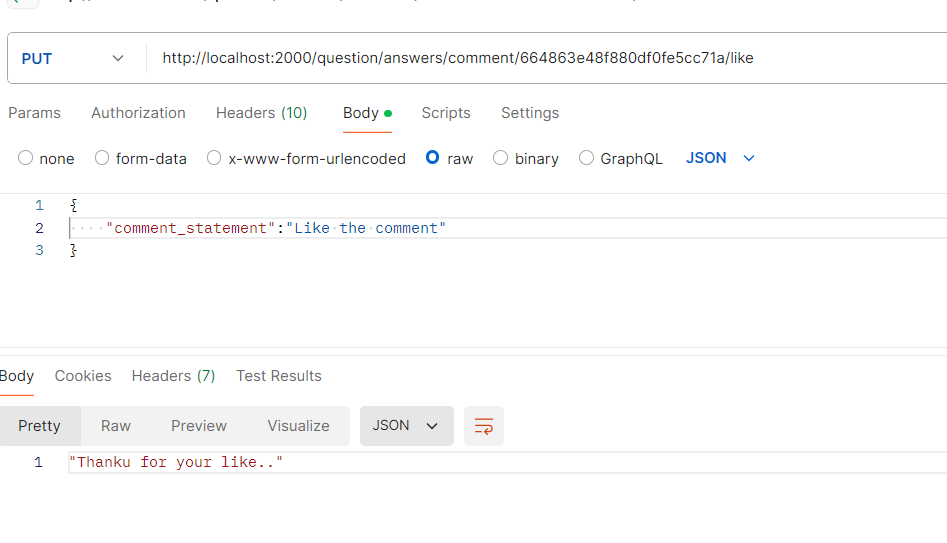 PUT http://localhost:2000/question/answers/comment/664863e48f880df0fe5cc71a/like
Params Authorization Headers (10) Body Scripts Settings
none form-data x-www-form-urlencoded raw binary GraphQL JSON
1 {
2 "comment_statement":"Like the comment"
3 }
Body Cookies Headers (7) Test Results
Pretty Raw Preview Visualize JSON
1 "Thanku for your like.."